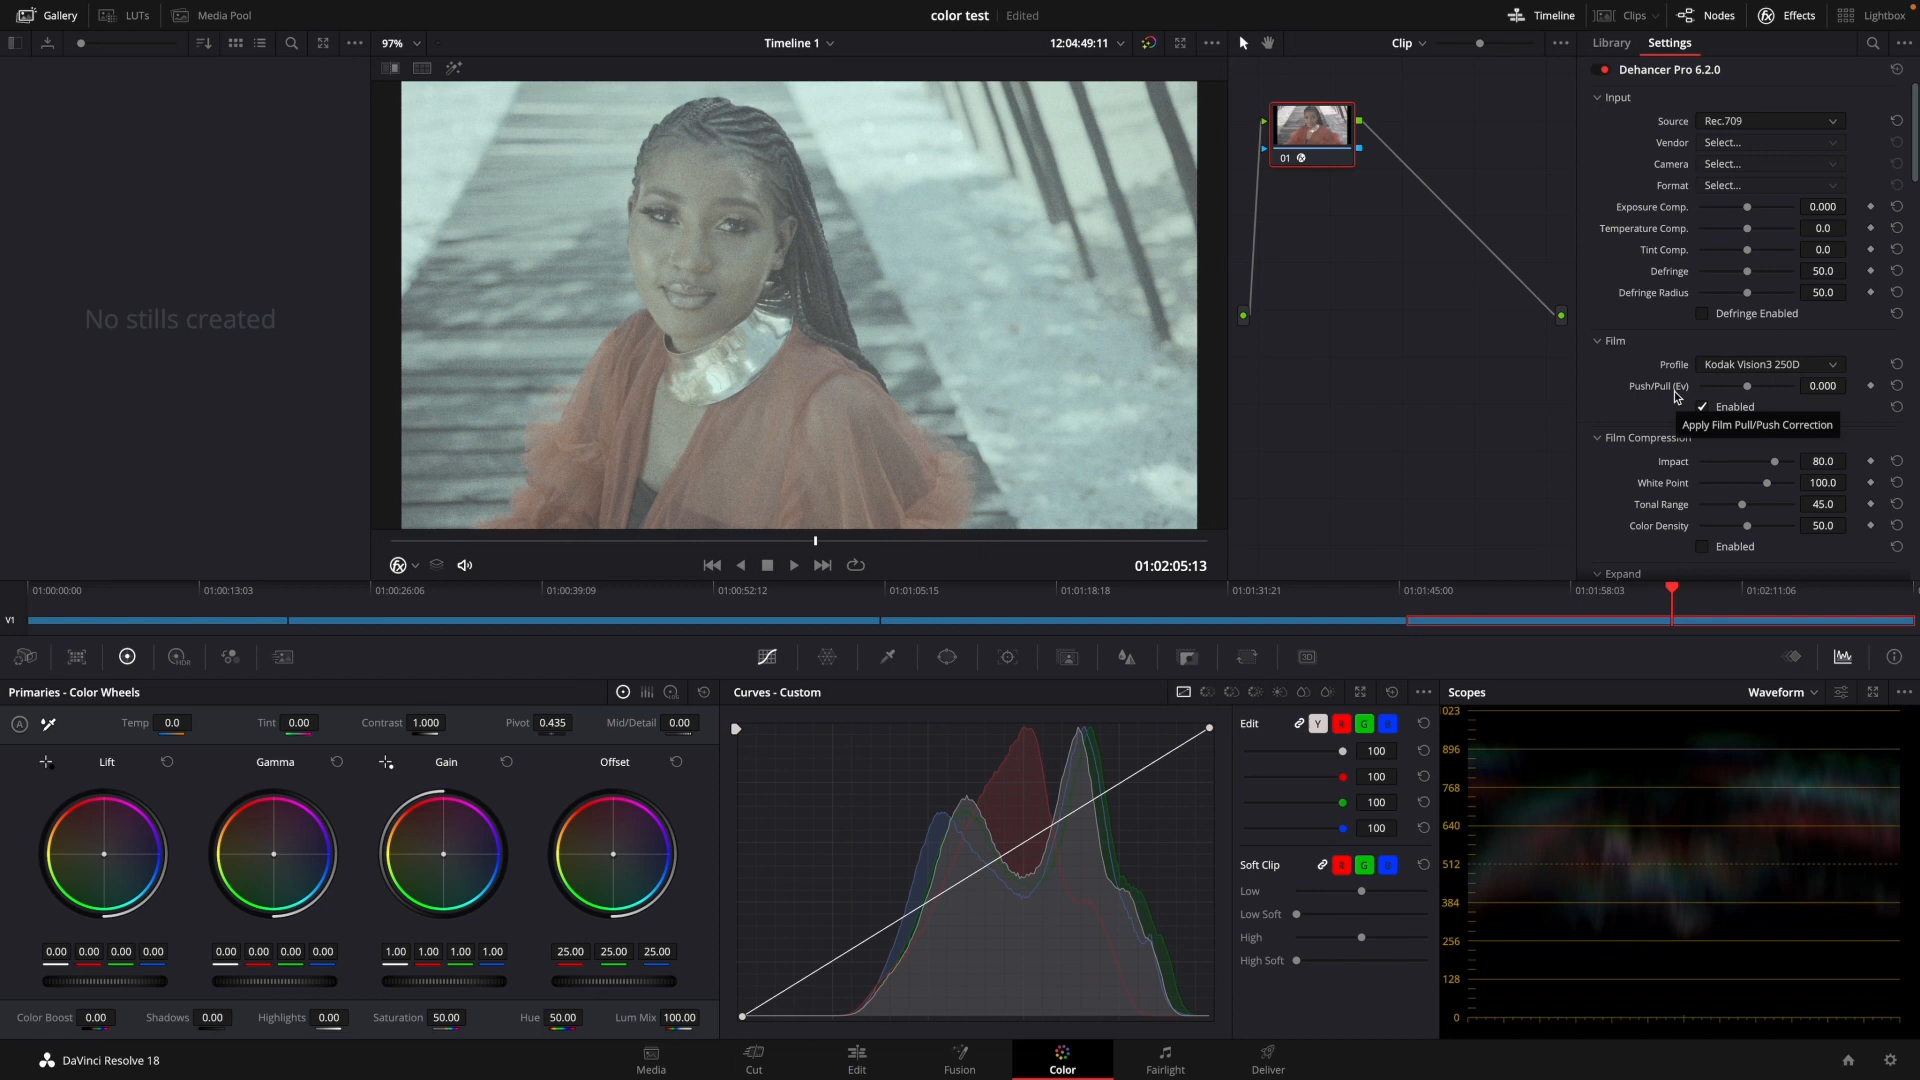 Gallery LUTs Media Pool color test Edited Timeline Clips Nodes Effects Lightbox
97% Timeline 1 12:04:49:11 Clip Library Settings
Dehancer Pro 6.2.0
Input
Source Rec.709
Vendor Select...
Camera Select...
Format Select...
Exposure Comp. 0.000
Temperature Comp. 0.0
Tint Comp. 0.0
Defringe 50.0
Defringe Radius 50.0
Defringe Enabled
01
No stills created
Film
Profile Kodak Vision3 250D
Push/Pull (Ev) 0.000
Enabled
Apply Film Pull/Push Correction
Film Compression
Impact 80.0
White Point 100.0
Tonal Range 45.0
Color Density 50.0
Enabled
Expand
01:02:05:13
01:00:00:00 01:00:13:03 01:00:26:06 01:00:39:09 01:00:52:12 01:01:05:15 01:01:18:18 01:01:31:21 01:01:45:00 01:01:58:03 01:02:11:06
V1
HDR 3D
Primaries - Color Wheels LOG
Curves - Custom
Scopes Waveform
A Temp 0.0 Tint 0.00 Contrast 1.000 Pivot 0.435 Mid/Detail 0.00
Lift Gamma Gain Offset
0.00 0.00 0.00 0.00 0.00 0.00 0.00 0.00 1.00 1.00 1.00 1.00 25.00 25.00 25.00
Color Boost 0.00 Shadows 0.00 Highlights 0.00 Saturation 50.00 Hue 50.00 Lum Mix 100.00
Edit Y R G B
100
100
100
100
Soft Clip R G B
Low
Low Soft
High
High Soft
023
896
768
640
512
384
256
128
0
DaVinci Resolve 18
Media Cut Edit Fusion Color Fairlight Deliver